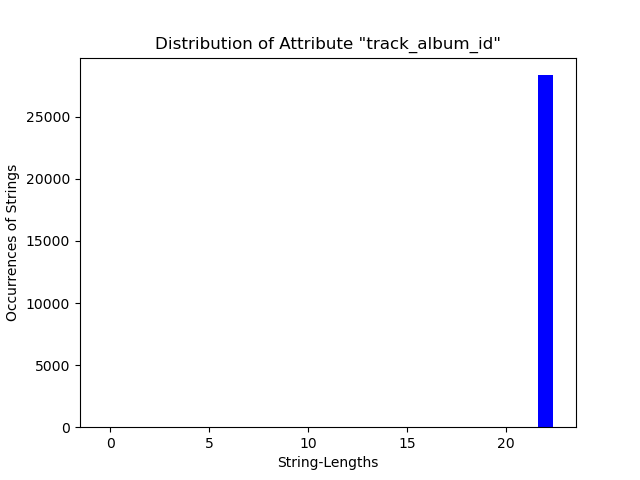 Distribution of Attribute "track_album_id"
Occurrences of Strings
25000
20000
15000
10000
5000
0
0 5 10 15 20
String-Lengths